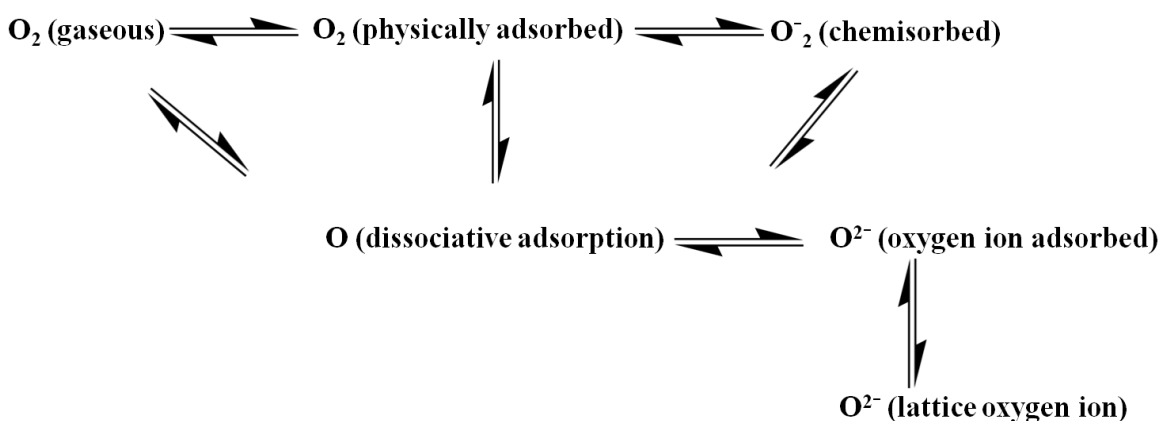 O₂ (gaseous) O₂ (physically adsorbed) O⁻₂ (chemisorbed)
O (dissociative adsorption) O²⁻ (oxygen ion adsorbed)
O²⁻ (lattice oxygen ion)